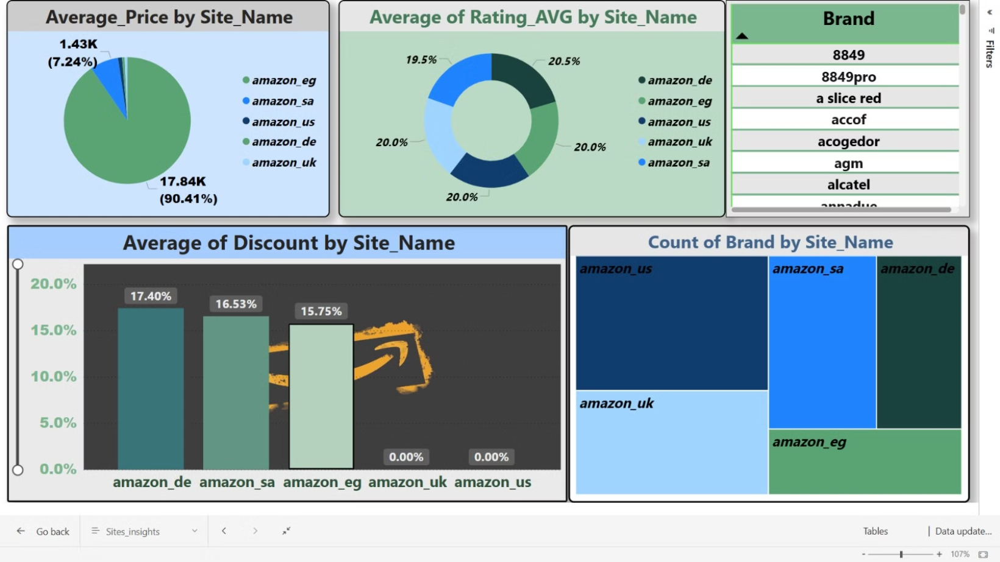 Average_Price by Site_Name
1.43K
(7.24%)
17.84K
(90.41%)
amazon_eg
amazon_sa
amazon_us
amazon_de
amazon_uk
Average of Rating_AVG by Site_Name
19.5%
20.5%
20.0%
20.0%
20.0%
amazon_de
amazon_eg
amazon_us
amazon_uk
amazon_sa
Brand
8849
8849pro
a slice red
accof
acogedor
agm
alcatel
Filters
Average of Discount by Site_Name
20.0%
15.0%
10.0%
5.0%
0.0%
17.40%
16.53%
15.75%
0.00%
0.00%
amazon_de amazon_sa amazon_eg amazon_uk amazon_us
Count of Brand by Site_Name
amazon_us
amazon_sa
amazon_de
amazon_uk
amazon_eg
Go back
Sites_insights
Tables
| Data update...
- + 107%